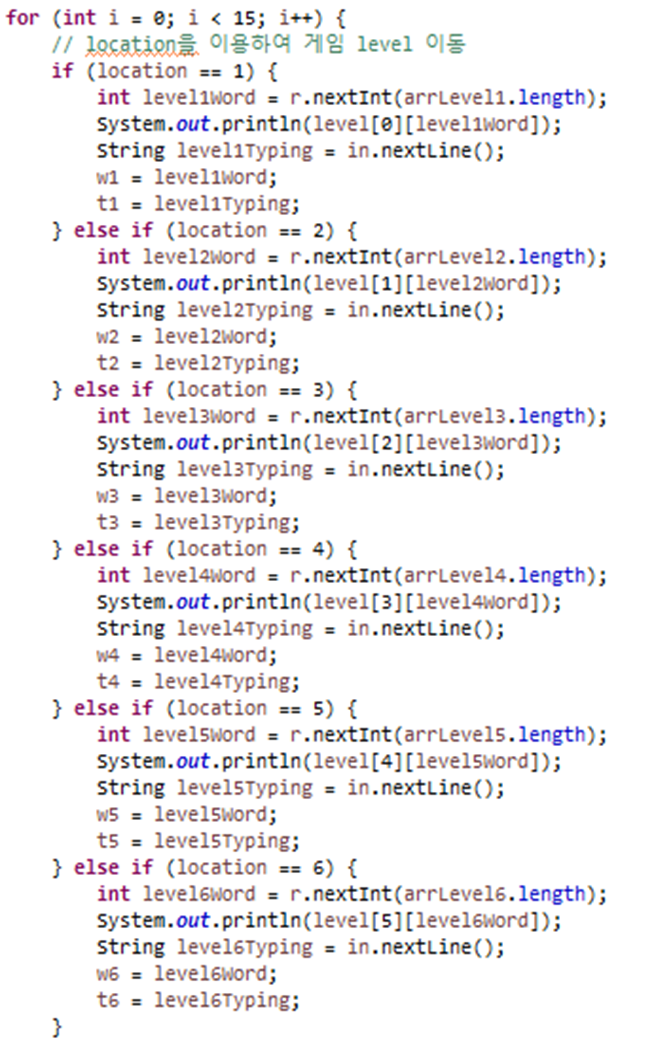 for (int i = 0; i < 15; i++) {
    // location을 이용하여 게임 level 이동
    if (location == 1) {
        int level1Word = r.nextInt(arrLevel1.length);
        System.out.println(level[0][level1Word]);
        String level1Typing = in.nextLine();
        w1 = level1Word;
        t1 = level1Typing;
    } else if (location == 2) {
        int level2Word = r.nextInt(arrLevel2.length);
        System.out.println(level[1][level2Word]);
        String level2Typing = in.nextLine();
        w2 = level2Word;
        t2 = level2Typing;
    } else if (location == 3) {
        int level3Word = r.nextInt(arrLevel3.length);
        System.out.println(level[2][level3Word]);
        String level3Typing = in.nextLine();
        w3 = level3Word;
        t3 = level3Typing;
    } else if (location == 4) {
        int level4Word = r.nextInt(arrLevel4.length);
        System.out.println(level[3][level4Word]);
        String level4Typing = in.nextLine();
        w4 = level4Word;
        t4 = level4Typing;
    } else if (location == 5) {
        int level5Word = r.nextInt(arrLevel5.length);
        System.out.println(level[4][level5Word]);
        String level5Typing = in.nextLine();
        w5 = level5Word;
        t5 = level5Typing;
    } else if (location == 6) {
        int level6Word = r.nextInt(arrLevel6.length);
        System.out.println(level[5][level6Word]);
        String level6Typing = in.nextLine();
        w6 = level6Word;
        t6 = level6Typing;
    }